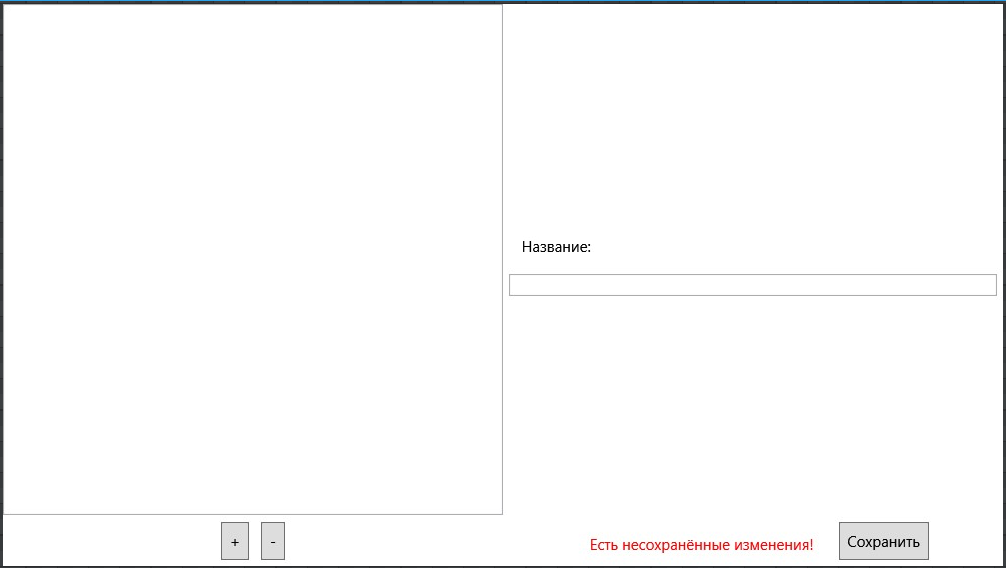 Название:
+
-
Есть несохранённые изменения!
Сохранить